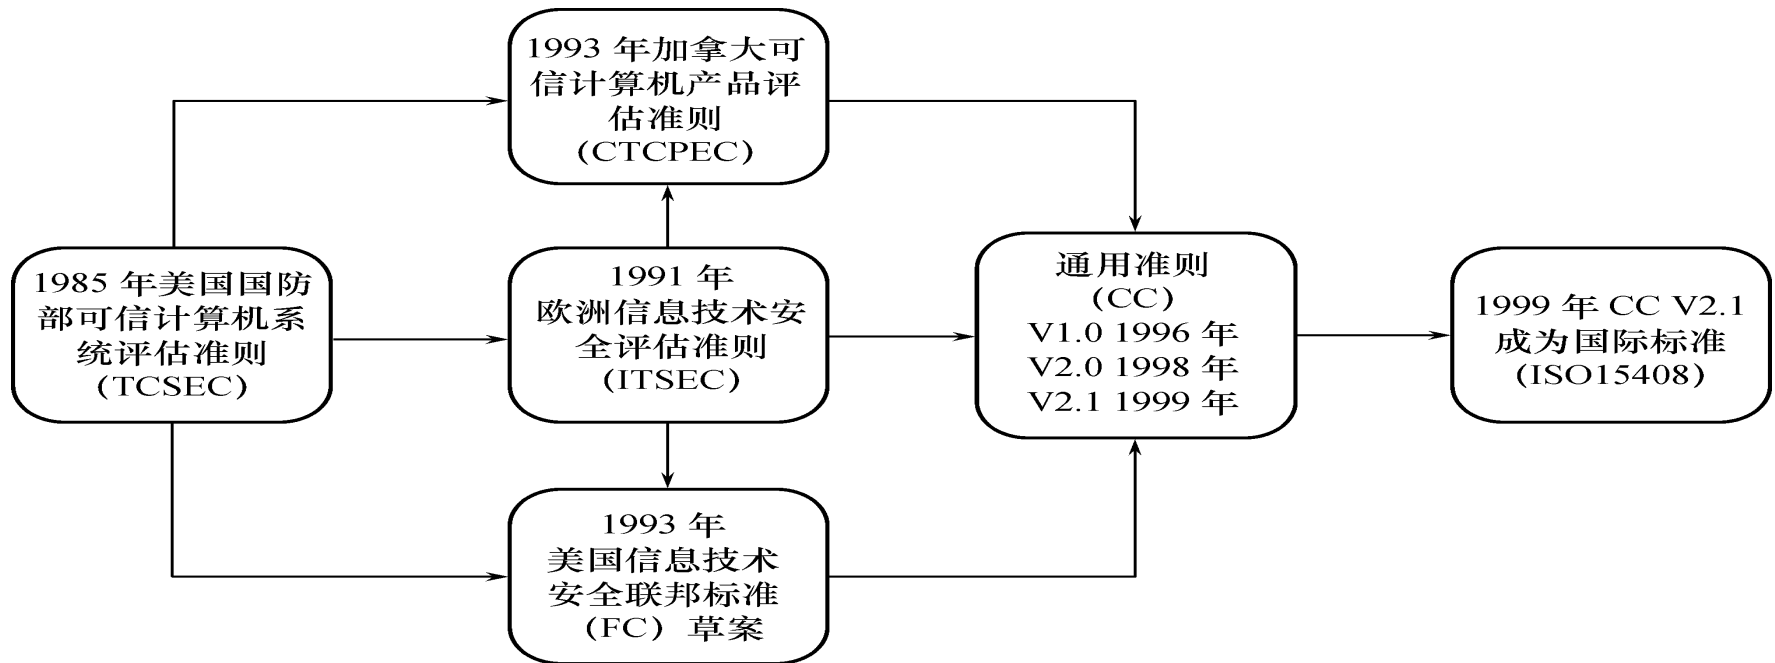 1993 年加拿大可
信计算机产品评
估准则
(CTCPEC)
1985 年美国国防
部可信计算机系
统评估准则
(TCSEC)
1991 年
欧洲信息技术安
全评估准则
(ITSEC)
1993 年
美国信息技术
安全联邦标准
(FC) 草案
通用准则
(CC)
V1.0 1996 年
V2.0 1998 年
V2.1 1999 年
1999 年 CC V2.1
成为国际标准
(ISO15408)